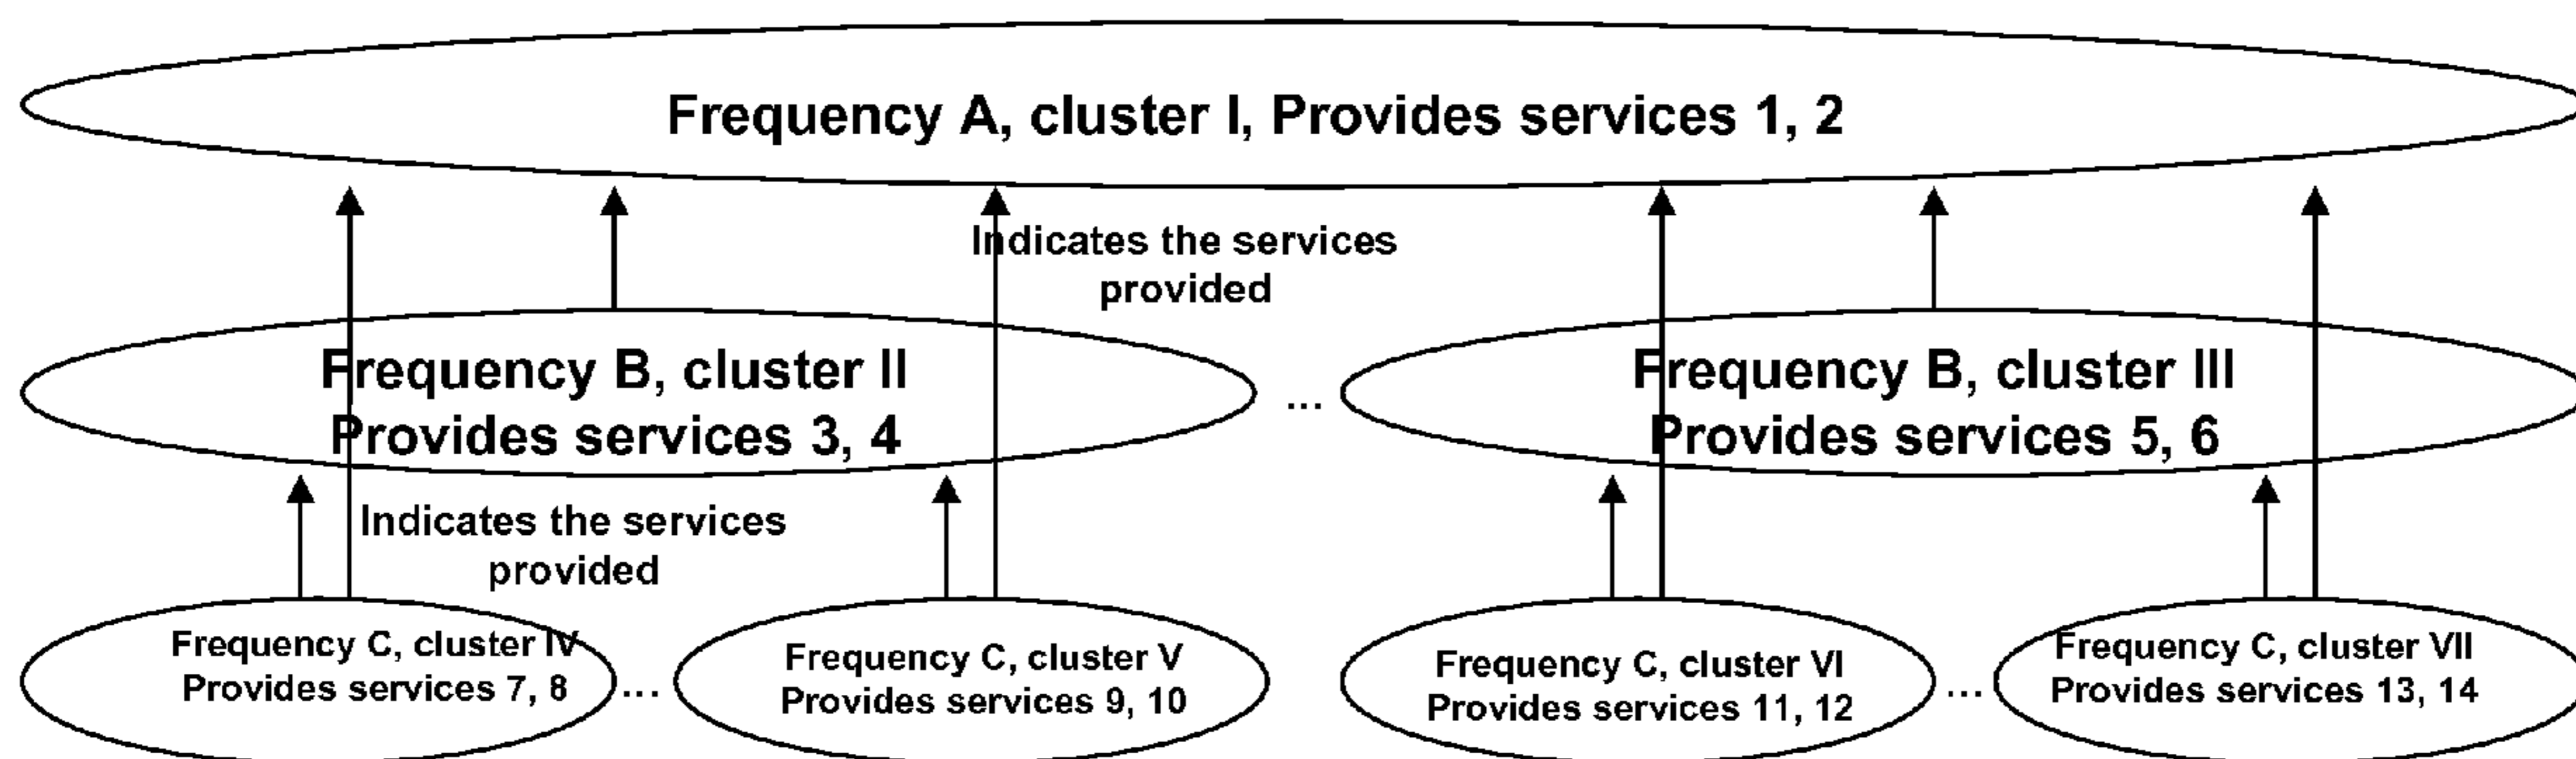 Frequency A, cluster I, Provides services 1, 2
Indicates the services
provided
Frequency B, cluster II
Provides services 3, 4
...
Frequency B, cluster III
Provides services 5, 6
Indicates the services
provided
Frequency C, cluster IV
Provides services 7, 8
...
Frequency C, cluster V
Provides services 9, 10
Frequency C, cluster VI
Provides services 11, 12
...
Frequency C, cluster VII
Provides services 13, 14